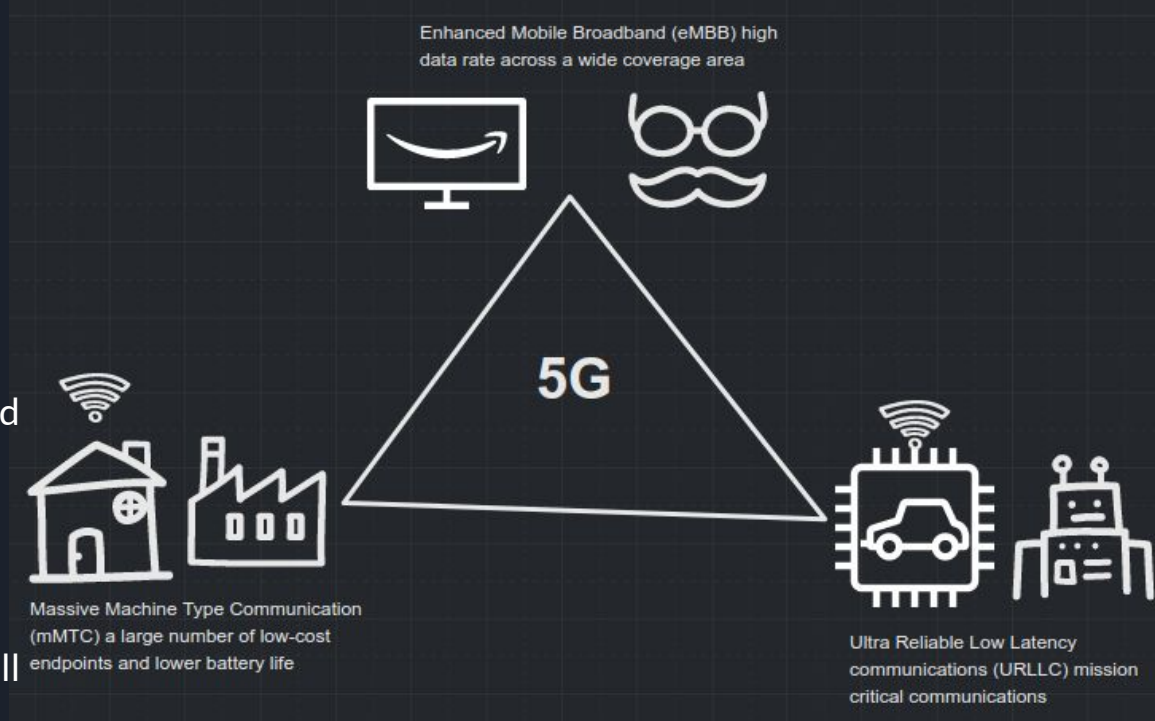 Enhanced Mobile Broadband (eMBB) high
data rate across a wide coverage area
5G
d
Massive Machine Type Communication
(mMTC) a large number of low-cost
endpoints and lower battery life
ll
Ultra Reliable Low Latency
communications (URLLC) mission
critical communications